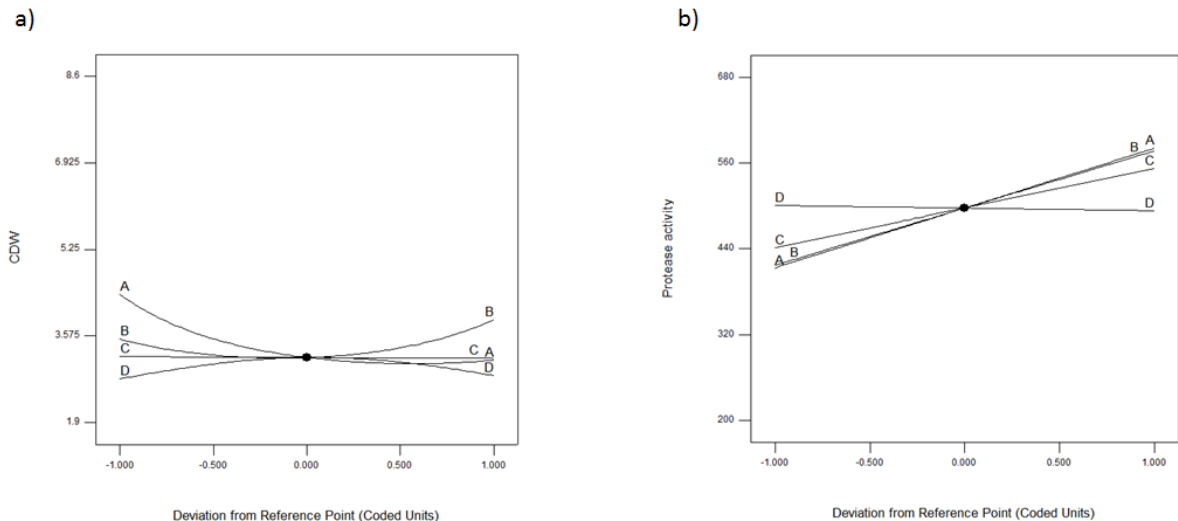 a)
CDW
8.6
6.925
5.25
3.575
1.9
A
B
C
D
B
C A
D
-1.000 -0.500 0.000 0.500 1.000
Deviation from Reference Point (Coded Units)
b)
Protease activity
680
560
440
320
200
D
C
B
A
B A
C
D
-1.000 -0.500 0.000 0.500 1.000
Deviation from Reference Point (Coded Units)